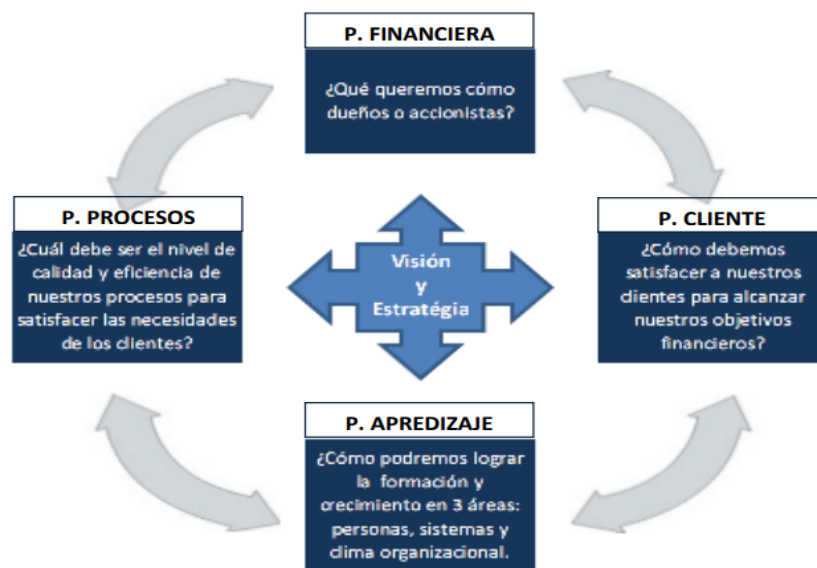 P. FINANCIERA
¿Qué queremos cómo
dueños o accionistas?
P. PROCESOS
¿Cuál debe ser el nivel de
calidad y eficiencia de
nuestros procesos para
satisfacer las necesidades
de los clientes?
Visión
y
Estratégia
P. CLIENTE
¿Cómo debemos
satisfacer a nuestros
clientes para alcanzar
nuestros objetivos
financieros?
P. APREDIZAJE
¿Cómo podremos lograr
la formación y
crecimiento en 3 áreas:
personas, sistemas y
clima organizacional.